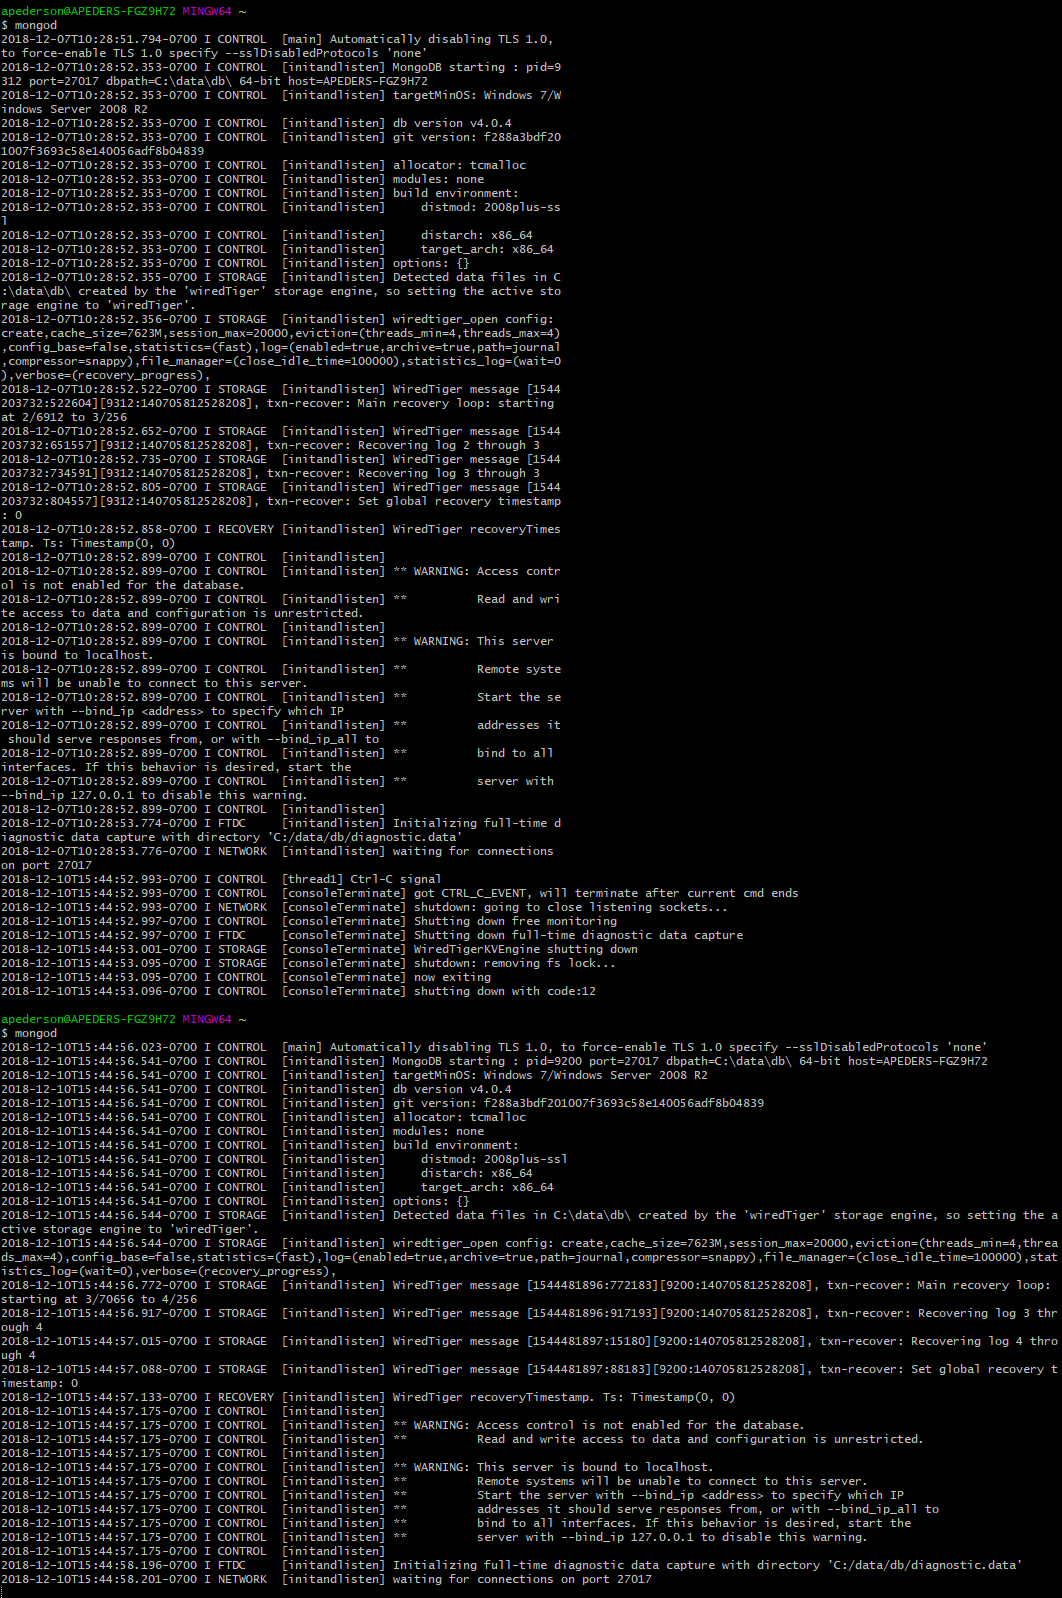 apederson@APEDERS-FGZ9H72 MINGW64 ~
$ mongod
2018-12-07T10:28:51.794-0700 I CONTROL  [main] Automatically disabling TLS 1.0,
to force-enable TLS 1.0 specify --sslDisabledProtocols 'none'
2018-12-07T10:28:52.353-0700 I CONTROL  [initandlisten] MongoDB starting : pid=9
312 port=27017 dbpath=C:\data\db\ 64-bit host=APEDERS-FGZ9H72
2018-12-07T10:28:52.353-0700 I CONTROL  [initandlisten] targetMinOS: Windows 7/W
indows Server 2008 R2
2018-12-07T10:28:52.353-0700 I CONTROL  [initandlisten] db version v4.0.4
2018-12-07T10:28:52.353-0700 I CONTROL  [initandlisten] git version: f288a3bdf20
1007f3693c58e140056adf8b04839
2018-12-07T10:28:52.353-0700 I CONTROL  [initandlisten] allocator: tcmalloc
2018-12-07T10:28:52.353-0700 I CONTROL  [initandlisten] modules: none
2018-12-07T10:28:52.353-0700 I CONTROL  [initandlisten] build environment:
2018-12-07T10:28:52.353-0700 I CONTROL  [initandlisten]     distmod: 2008plus-ss
l
2018-12-07T10:28:52.353-0700 I CONTROL  [initandlisten]     distarch: x86_64
2018-12-07T10:28:52.353-0700 I CONTROL  [initandlisten]     target_arch: x86_64
2018-12-07T10:28:52.353-0700 I CONTROL  [initandlisten] options: {}
2018-12-07T10:28:52.355-0700 I STORAGE  [initandlisten] Detected data files in C
:\data\db\ created by the 'wiredTiger' storage engine, so setting the active sto
rage engine to 'wiredTiger'.
2018-12-07T10:28:52.356-0700 I STORAGE  [initandlisten] wiredtiger_open config:
create,cache_size=7623M,session_max=20000,eviction=(threads_min=4,threads_max=4)
,config_base=false,statistics=(fast),log=(enabled=true,archive=true,path=journal
,compressor=snappy),file_manager=(close_idle_time=100000),statistics_log=(wait=0
),verbose=(recovery_progress),
2018-12-07T10:28:52.522-0700 I STORAGE  [initandlisten] WiredTiger message [1544
203732:522604][9312:140705812528208], txn-recover: Main recovery loop: starting
at 2/6912 to 3/256
2018-12-07T10:28:52.652-0700 I STORAGE  [initandlisten] WiredTiger message [1544
203732:651557][9312:140705812528208], txn-recover: Recovering log 2 through 3
2018-12-07T10:28:52.735-0700 I STORAGE  [initandlisten] WiredTiger message [1544
203732:734591][9312:140705812528208], txn-recover: Recovering log 3 through 3
2018-12-07T10:28:52.805-0700 I STORAGE  [initandlisten] WiredTiger message [1544
203732:804557][9312:140705812528208], txn-recover: Set global recovery timestamp
: 0
2018-12-07T10:28:52.858-0700 I RECOVERY [initandlisten] WiredTiger recoveryTimes
tamp. Ts: Timestamp(0, 0)
2018-12-07T10:28:52.899-0700 I CONTROL  [initandlisten]
2018-12-07T10:28:52.899-0700 I CONTROL  [initandlisten] ** WARNING: Access contr
ol is not enabled for the database.
2018-12-07T10:28:52.899-0700 I CONTROL  [initandlisten] **          Read and wri
te access to data and configuration is unrestricted.
2018-12-07T10:28:52.899-0700 I CONTROL  [initandlisten]
2018-12-07T10:28:52.899-0700 I CONTROL  [initandlisten] ** WARNING: This server
is bound to localhost.
2018-12-07T10:28:52.899-0700 I CONTROL  [initandlisten] **          Remote syste
ms will be unable to connect to this server.
2018-12-07T10:28:52.899-0700 I CONTROL  [initandlisten] **          Start the se
rver with --bind_ip <address> to specify which IP
2018-12-07T10:28:52.899-0700 I CONTROL  [initandlisten] **          addresses it
 should serve responses from, or with --bind_ip_all to
2018-12-07T10:28:52.899-0700 I CONTROL  [initandlisten] **          bind to all
interfaces. If this behavior is desired, start the
2018-12-07T10:28:52.899-0700 I CONTROL  [initandlisten] **          server with
--bind_ip 127.0.0.1 to disable this warning.
2018-12-07T10:28:52.899-0700 I CONTROL  [initandlisten]
2018-12-07T10:28:53.774-0700 I FTDC     [initandlisten] Initializing full-time d
iagnostic data capture with directory 'C:/data/db/diagnostic.data'
2018-12-07T10:28:53.776-0700 I NETWORK  [initandlisten] waiting for connections
on port 27017
2018-12-10T15:44:52.993-0700 I CONTROL  [thread1] Ctrl-C signal
2018-12-10T15:44:52.993-0700 I CONTROL  [consoleTerminate] got CTRL_C_EVENT, will terminate after current cmd ends
2018-12-10T15:44:52.993-0700 I NETWORK  [consoleTerminate] shutdown: going to close listening sockets...
2018-12-10T15:44:52.997-0700 I CONTROL  [consoleTerminate] Shutting down free monitoring
2018-12-10T15:44:52.997-0700 I FTDC     [consoleTerminate] Shutting down full-time diagnostic data capture
2018-12-10T15:44:53.001-0700 I STORAGE  [consoleTerminate] WiredTigerKVEngine shutting down
2018-12-10T15:44:53.095-0700 I STORAGE  [consoleTerminate] shutdown: removing fs lock...
2018-12-10T15:44:53.095-0700 I CONTROL  [consoleTerminate] now exiting
2018-12-10T15:44:53.096-0700 I CONTROL  [consoleTerminate] shutting down with code:12
apederson@APEDERS-FGZ9H72 MINGW64 ~
$ mongod
2018-12-10T15:44:56.023-0700 I CONTROL  [main] Automatically disabling TLS 1.0, to force-enable TLS 1.0 specify --sslDisabledProtocols 'none'
2018-12-10T15:44:56.541-0700 I CONTROL  [initandlisten] MongoDB starting : pid=9200 port=27017 dbpath=C:\data\db\ 64-bit host=APEDERS-FGZ9H72
2018-12-10T15:44:56.541-0700 I CONTROL  [initandlisten] targetMinOS: Windows 7/Windows Server 2008 R2
2018-12-10T15:44:56.541-0700 I CONTROL  [initandlisten] db version v4.0.4
2018-12-10T15:44:56.541-0700 I CONTROL  [initandlisten] git version: f288a3bdf201007f3693c58e140056adf8b04839
2018-12-10T15:44:56.541-0700 I CONTROL  [initandlisten] allocator: tcmalloc
2018-12-10T15:44:56.541-0700 I CONTROL  [initandlisten] modules: none
2018-12-10T15:44:56.541-0700 I CONTROL  [initandlisten] build environment:
2018-12-10T15:44:56.541-0700 I CONTROL  [initandlisten]     distmod: 2008plus-ssl
2018-12-10T15:44:56.541-0700 I CONTROL  [initandlisten]     distarch: x86_64
2018-12-10T15:44:56.541-0700 I CONTROL  [initandlisten]     target_arch: x86_64
2018-12-10T15:44:56.541-0700 I CONTROL  [initandlisten] options: {}
2018-12-10T15:44:56.544-0700 I STORAGE  [initandlisten] Detected data files in C:\data\db\ created by the 'wiredTiger' storage engine, so setting the a
ctive storage engine to 'wiredTiger'.
2018-12-10T15:44:56.544-0700 I STORAGE  [initandlisten] wiredtiger_open config: create,cache_size=7623M,session_max=20000,eviction=(threads_min=4,threa
ds_max=4),config_base=false,statistics=(fast),log=(enabled=true,archive=true,path=journal,compressor=snappy),file_manager=(close_idle_time=100000),stat
istics_log=(wait=0),verbose=(recovery_progress),
2018-12-10T15:44:56.772-0700 I STORAGE  [initandlisten] WiredTiger message [1544481896:772183][9200:140705812528208], txn-recover: Main recovery loop:
starting at 3/70656 to 4/256
2018-12-10T15:44:56.917-0700 I STORAGE  [initandlisten] WiredTiger message [1544481896:917193][9200:140705812528208], txn-recover: Recovering log 3 thr
ough 4
2018-12-10T15:44:57.015-0700 I STORAGE  [initandlisten] WiredTiger message [1544481897:15180][9200:140705812528208], txn-recover: Recovering log 4 thro
ugh 4
2018-12-10T15:44:57.088-0700 I STORAGE  [initandlisten] WiredTiger message [1544481897:88183][9200:140705812528208], txn-recover: Set global recovery t
imestamp: 0
2018-12-10T15:44:57.133-0700 I RECOVERY [initandlisten] WiredTiger recoveryTimestamp. Ts: Timestamp(0, 0)
2018-12-10T15:44:57.175-0700 I CONTROL  [initandlisten]
2018-12-10T15:44:57.175-0700 I CONTROL  [initandlisten] ** WARNING: Access control is not enabled for the database.
2018-12-10T15:44:57.175-0700 I CONTROL  [initandlisten] **          Read and write access to data and configuration is unrestricted.
2018-12-10T15:44:57.175-0700 I CONTROL  [initandlisten]
2018-12-10T15:44:57.175-0700 I CONTROL  [initandlisten] ** WARNING: This server is bound to localhost.
2018-12-10T15:44:57.175-0700 I CONTROL  [initandlisten] **          Remote systems will be unable to connect to this server.
2018-12-10T15:44:57.175-0700 I CONTROL  [initandlisten] **          Start the server with --bind_ip <address> to specify which IP
2018-12-10T15:44:57.175-0700 I CONTROL  [initandlisten] **          addresses it should serve responses from, or with --bind_ip_all to
2018-12-10T15:44:57.175-0700 I CONTROL  [initandlisten] **          bind to all interfaces. If this behavior is desired, start the
2018-12-10T15:44:57.175-0700 I CONTROL  [initandlisten] **          server with --bind_ip 127.0.0.1 to disable this warning.
2018-12-10T15:44:57.175-0700 I CONTROL  [initandlisten]
2018-12-10T15:44:58.196-0700 I FTDC     [initandlisten] Initializing full-time diagnostic data capture with directory 'C:/data/db/diagnostic.data'
2018-12-10T15:44:58.201-0700 I NETWORK  [initandlisten] waiting for connections on port 27017